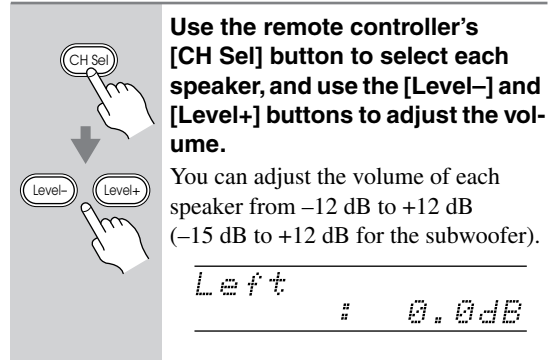 CH Sel
Level–
Level+
Use the remote controller's
[CH Sel] button to select each
speaker, and use the [Level–] and
[Level+] buttons to adjust the vol-
ume.
You can adjust the volume of each
speaker from –12 dB to +12 dB
(–15 dB to +12 dB for the subwoofer).
Left
: 0.0dB